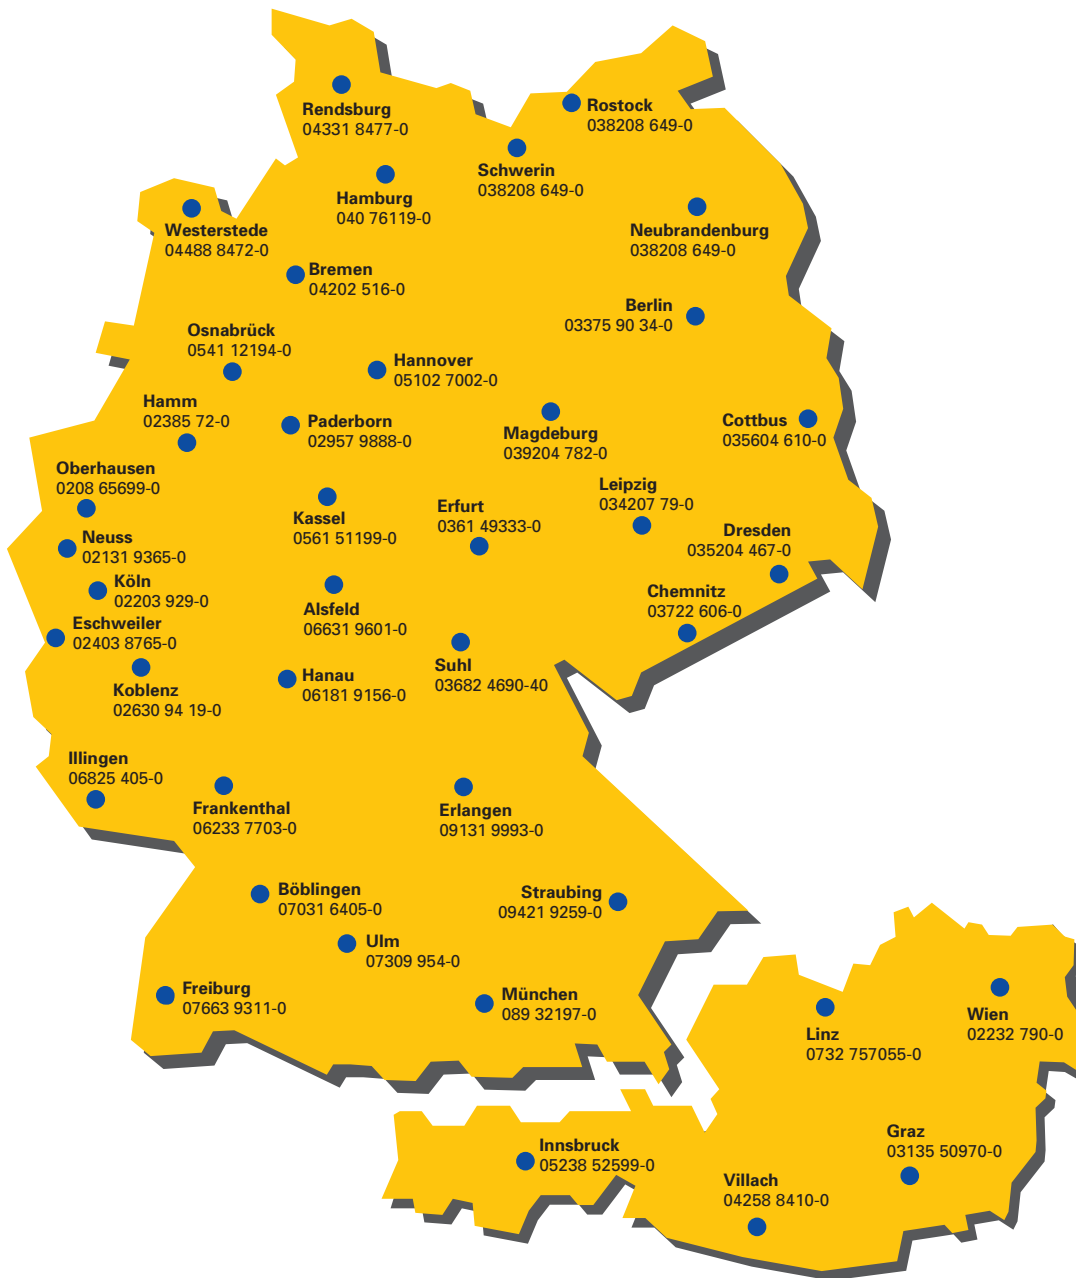 Rendsburg
04331 8477-0
Rostock
038208 649-0
Schwerin
038208 649-0
Hamburg
040 76119-0
Westerstede
04488 8472-0
Neubrandenburg
038208 649-0
Bremen
04202 516-0
Berlin
03375 90 34-0
Osnabrück
0541 12194-0
Hannover
05102 7002-0
Hamm
02385 72-0
Paderborn
02957 9888-0
Magdeburg
039204 782-0
Cottbus
035604 610-0
Oberhausen
0208 65699-0
Kassel
0561 51199-0
Erfurt
0361 49333-0
Leipzig
034207 79-0
Neuss
02131 9365-0
Dresden
035204 467-0
Köln
02203 929-0
Alsfeld
06631 9601-0
Chemnitz
03722 606-0
Eschweiler
02403 8765-0
Koblenz
02630 94 19-0
Hanau
06181 9156-0
Suhl
03682 4690-40
Illingen
06825 405-0
Frankenthal
06233 7703-0
Erlangen
09131 9993-0
Böblingen
07031 6405-0
Straubing
09421 9259-0
Ulm
07309 954-0
Freiburg
07663 9311-0
München
089 32197-0
Linz
0732 757055-0
Wien
02232 790-0
Innsbruck
05238 52599-0
Graz
03135 50970-0
Villach
04258 8410-0